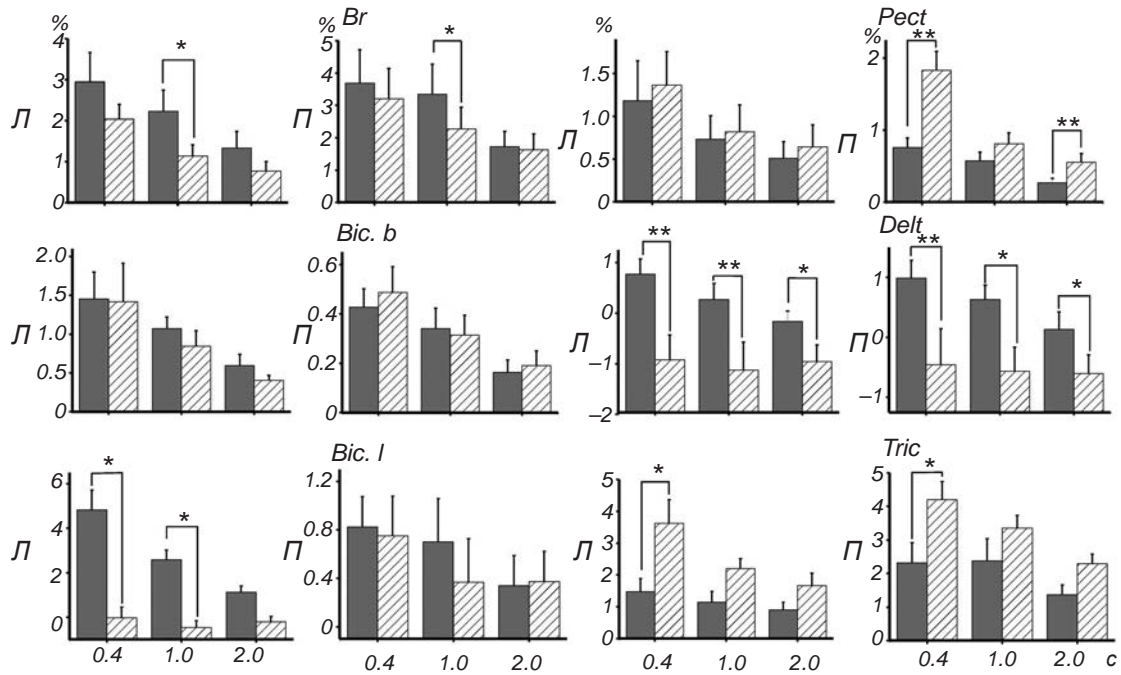 % Br % Pect
4 3 2 1 0 Л * 5 4 3 2 1 0 П * 1.5 1.0 0.5 0 Л 2 1 0 П ** **
Bic. b Delt
2.0 1.5 1.0 0.5 0 Л 0.6 0.4 0.2 0 П 1 0 –1 –2 Л ** ** * 1 0 –1 П ** * *
Bic. l Tric
6 4 2 0 Л * * 1.2 0.8 0.4 0 П 5 4 3 2 1 0 Л * 5 4 3 2 1 0 П *
0.4 1.0 2.0 0.4 1.0 2.0 0.4 1.0 2.0 0.4 1.0 2.0 c